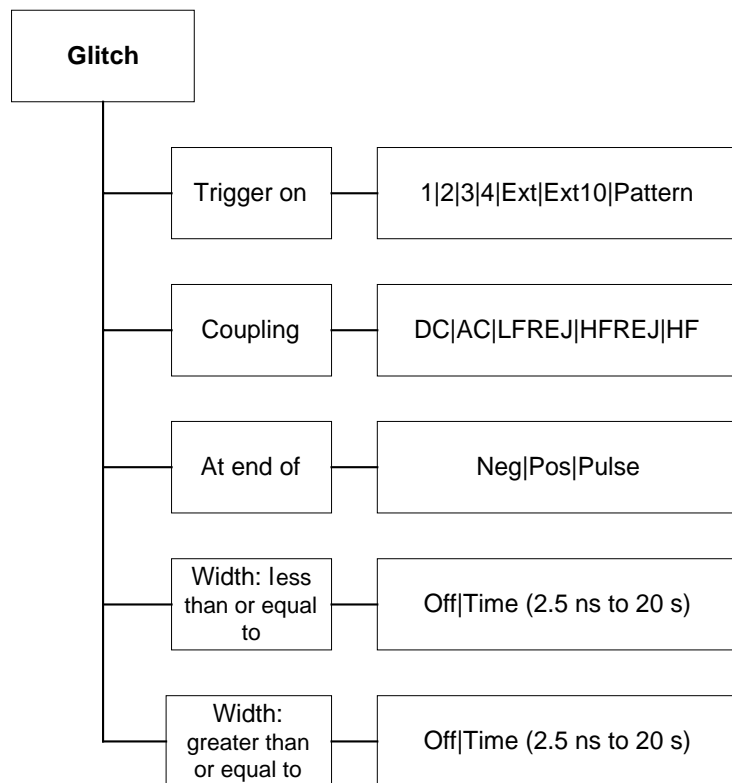 Glitch
Trigger on
1|2|3|4|Ext|Ext10|Pattern
Coupling
DC|AC|LFREJ|HFREJ|HF
At end of
Neg|Pos|Pulse
Width: less
than or equal
to
Off|Time (2.5 ns to 20 s)
Width:
greater than
or equal to
Off|Time (2.5 ns to 20 s)